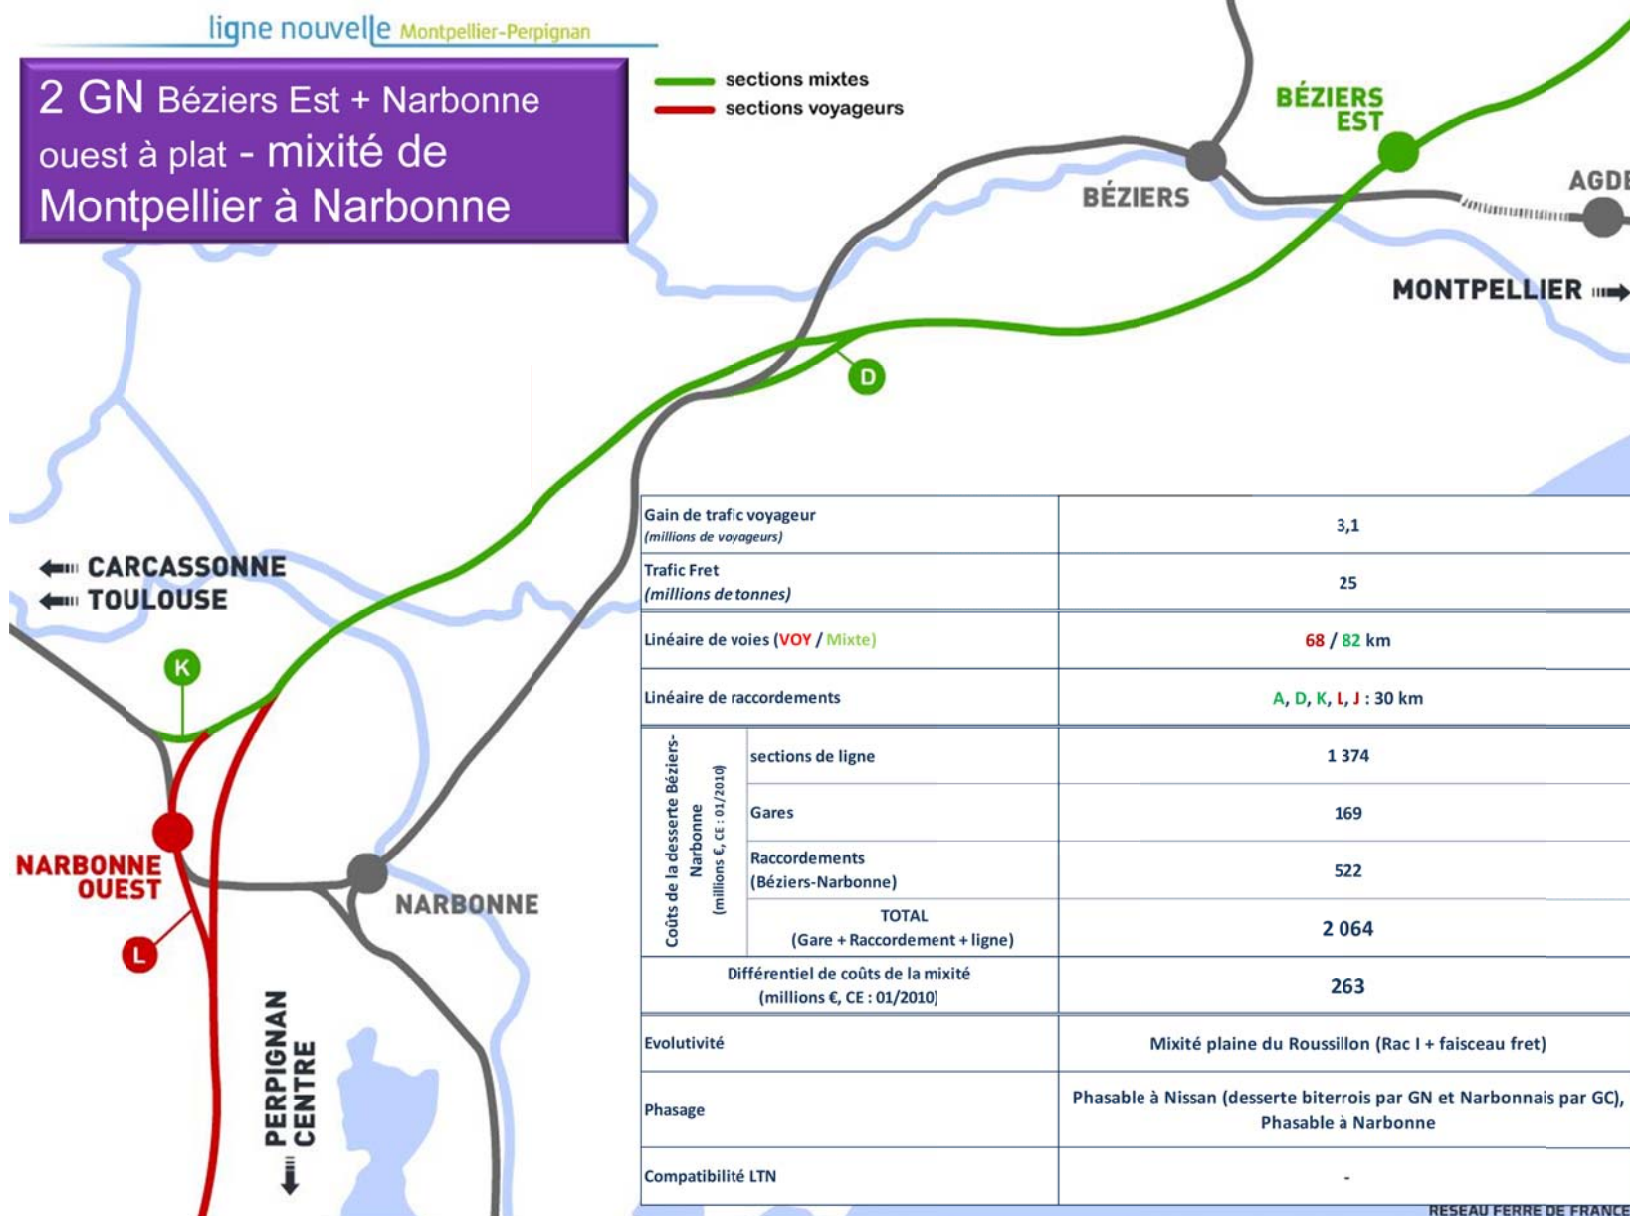 ligne nouvelle Montpellier-Perpignan
2 GN Béziers Est + Narbonne
ouest à plat - mixité de
Montpellier à Narbonne
sections mixtes
sections voyageurs
BÉZIERS
EST
BÉZIERS
AGDE
MONTPELLIER
D
CARCASSONNE
TOULOUSE
K
NARBONNE
OUEST
NARBONNE
L
PERPIGNAN
CENTRE
Gain de trafic voyageur
(millions de voyageurs)
3,1
Trafic Fret
(millions de tonnes)
25
Linéaire de voies (VOY / Mixte)
68 / 82 km
Linéaire de raccordements
A, D, K, L, J : 30 km
Coûts de la desserte Béziers-
Narbonne
(millions €, CE : 01/2010)
sections de ligne
1 374
Gares
169
Raccordements
(Béziers-Narbonne)
522
TOTAL
(Gare + Raccordement + ligne)
2 064
Différentiel de coûts de la mixité
(millions €, CE : 01/2010)
263
Evolutivité
Mixité plaine du Roussillon (Rac I + faisceau fret)
Phasage
Phasable à Nissan (desserte biterrois par GN et Narbonnais par GC),
Phasable à Narbonne
Compatibilité LTN
-
RESEAU FERRE DE FRANCE